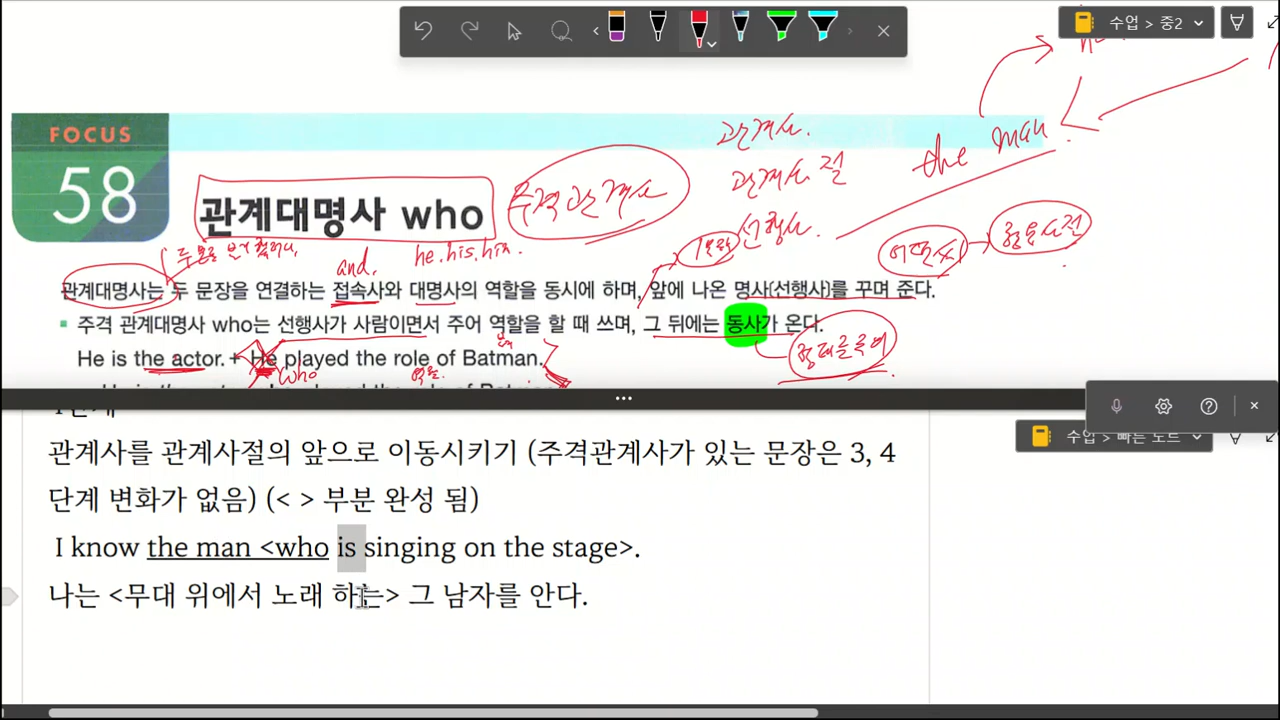 수업 > 중2
FOCUS
58
관계대명사 who
주격관계사
관계사.
관계사 절
선행사.
the man
and.
he.his.him.
형용사절
관계대명사는 두 문장을 연결하는 접속사와 대명사의 역할을 동시에 하며, 앞에 나온 명사(선행사)를 꾸며 준다.
주격 관계대명사 who는 선행사가 사람이면서 주어 역할을 할 때 쓰며, 그 뒤에는 동사가 온다.
He is the actor. + He played the role of Batman.
who
역할.
수업 > 빠른 노트
관계사를 관계사절의 앞으로 이동시키기 (주격관계사가 있는 문장은 3, 4
단계 변화가 없음) (< > 부분 완성 됨)
I know the man <who is singing on the stage>.
나는 <무대 위에서 노래 하는> 그 남자를 안다.